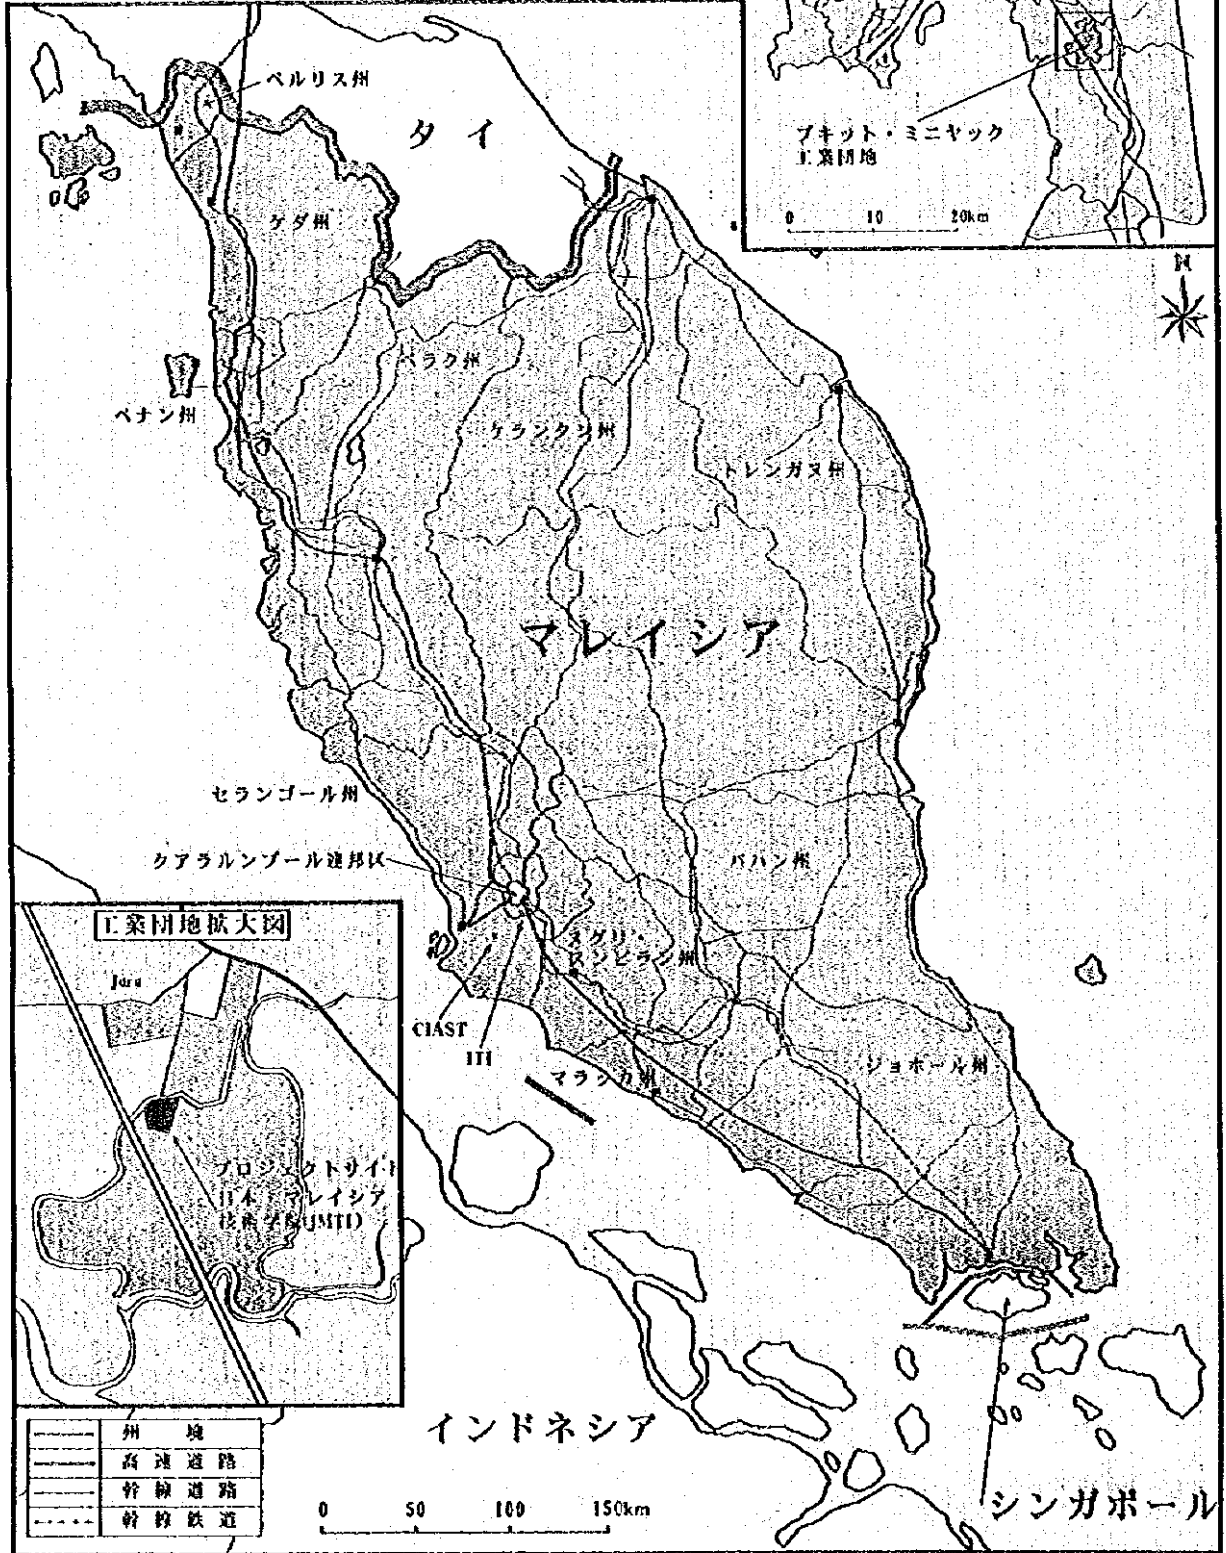 ペルリス州
タイ
ブキット・ミニヤック
工業団地
0 10 20km
N
ケダ州
ペラク州
ペナン州
ケランタン州
トレンガヌ州
マレイシア
セランゴール州
クアラルンプール連邦区
パハン州
ネグリ・
スンビラン州
工業団地拡大図
Juru
CIAST
ITI
マラッカ州
ジョホール州
プロジェクトサイト
日本・マレイシア
技術学院(JMTI)
インドネシア
シンガポール
州境
高速道路
幹線道路
幹線鉄道
0 50 100 150km